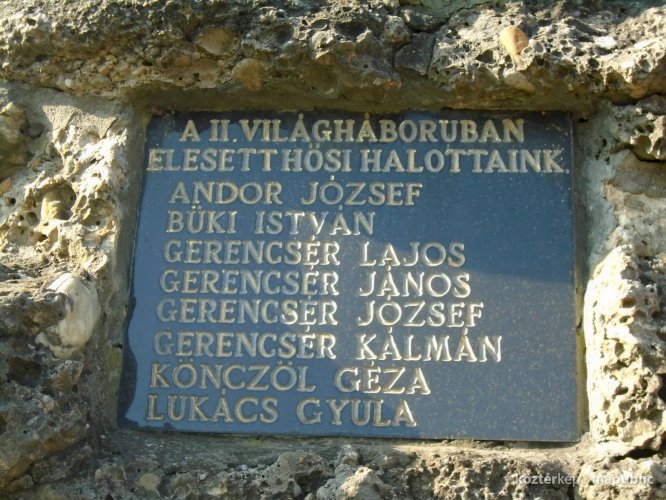 A II. VILÁGHÁBORUBAN
ELESETT HŐSI HALOTTAINK.
ANDOR JÓZSEF
BÜKI ISTVÁN
GERENCSÉR LAJOS
GERENCSÉR JÁNOS
GERENCSÉR JÓZSEF
GERENCSÉR KÁLMÁN
KÖNCZÖL GÉZA
LUKÁCS GYULA